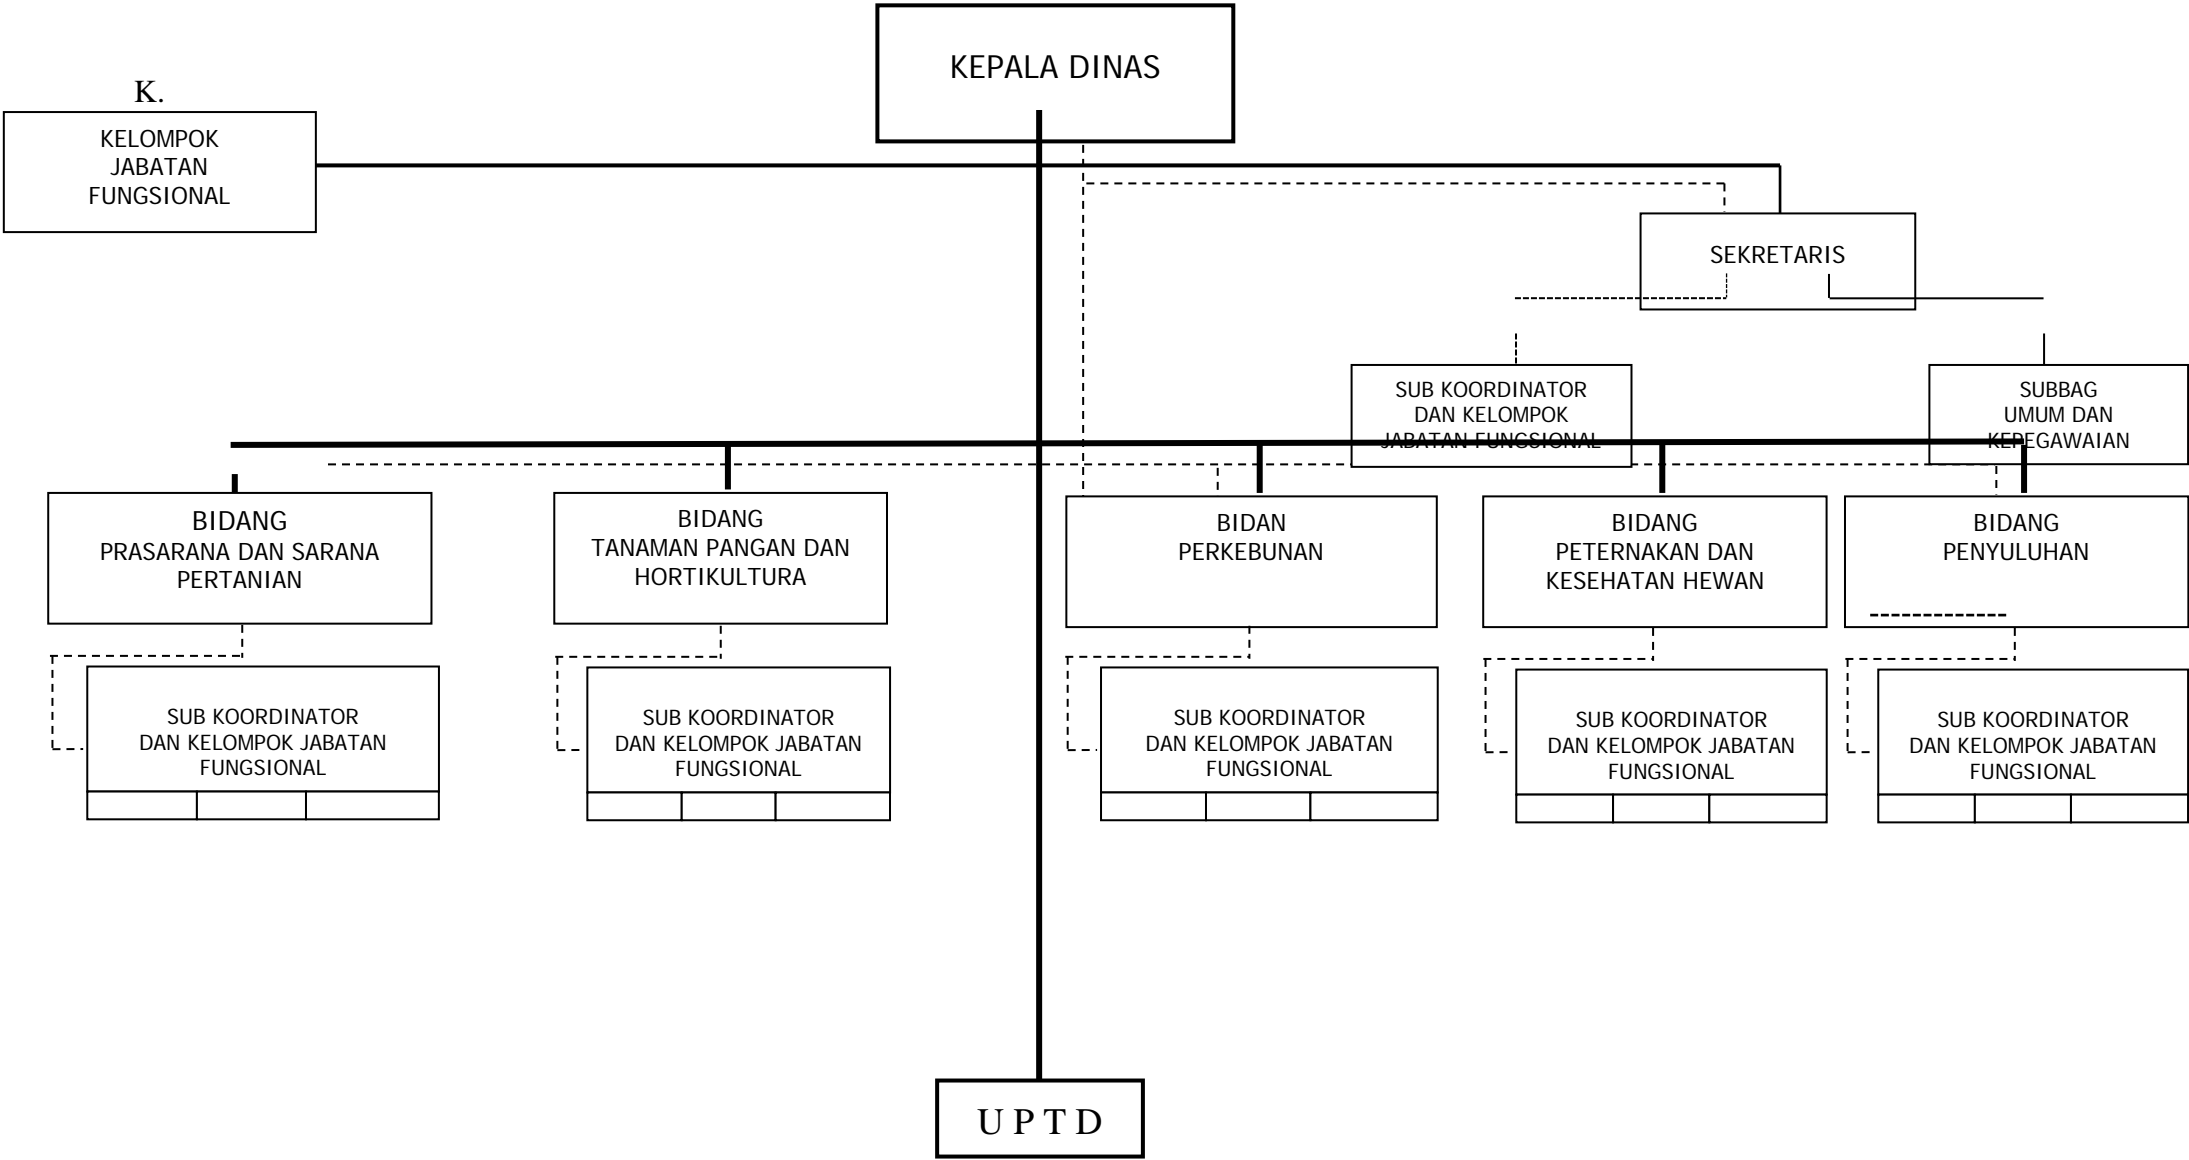 KEPALA DINAS
K.
KELOMPOK
JABATAN
FUNGSIONAL
SEKRETARIS
SUB KOORDINATOR
DAN KELOMPOK
JABATAN FUNGSIONAL
SUBBAG
UMUM DAN
KEPEGAWAIAN
BIDANG
PRASARANA DAN SARANA
PERTANIAN
BIDANG
TANAMAN PANGAN DAN
HORTIKULTURA
BIDAN
PERKEBUNAN
BIDANG
PETERNAKAN DAN
KESEHATAN HEWAN
BIDANG
PENYULUHAN
SUB KOORDINATOR
DAN KELOMPOK JABATAN
FUNGSIONAL
SUB KOORDINATOR
DAN KELOMPOK JABATAN
FUNGSIONAL
SUB KOORDINATOR
DAN KELOMPOK JABATAN
FUNGSIONAL
SUB KOORDINATOR
DAN KELOMPOK JABATAN
FUNGSIONAL
SUB KOORDINATOR
DAN KELOMPOK JABATAN
FUNGSIONAL
U P T D